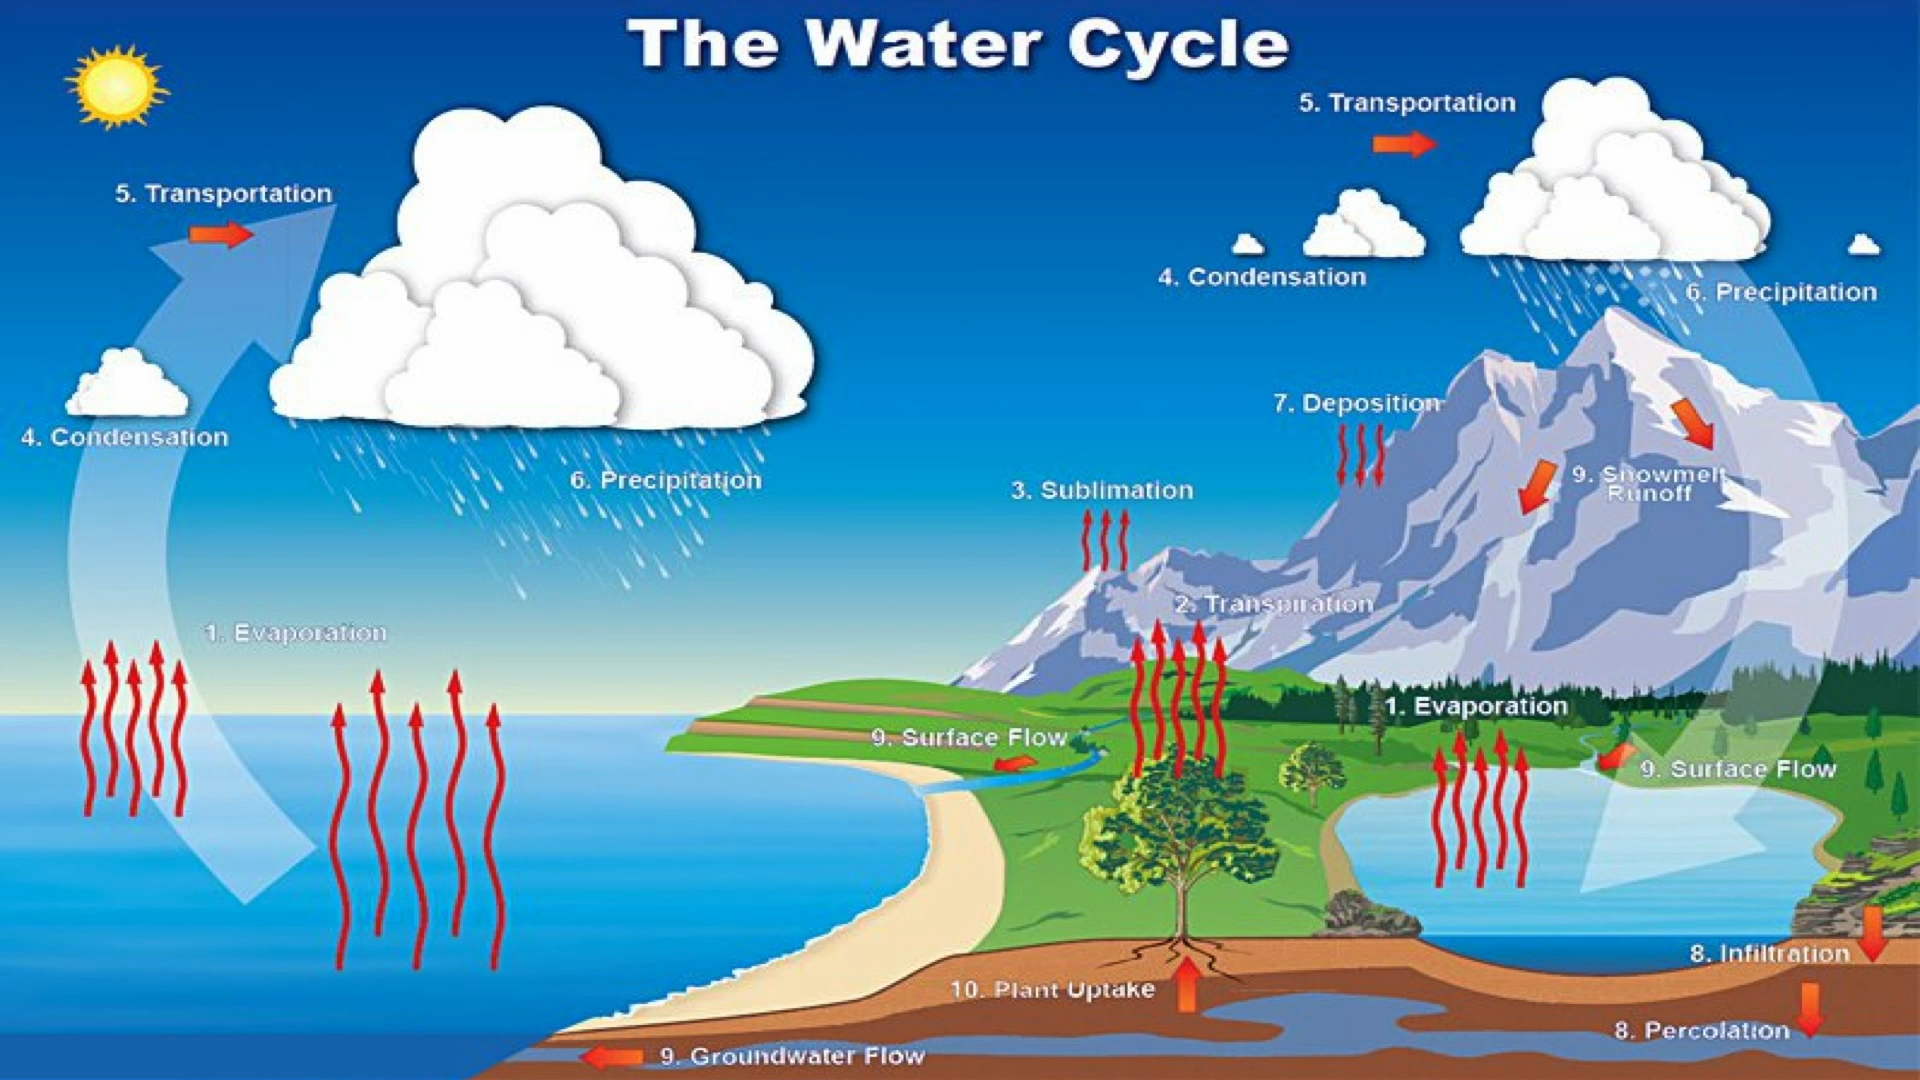 The Water Cycle
5. Transportation
5. Transportation
4. Condensation
6. Precipitation
7. Deposition
4. Condensation
9. Snowmelt
Runoff
6. Precipitation
3. Sublimation
2. Transpiration
1. Evaporation
1. Evaporation
9. Surface Flow
9. Surface Flow
8. Infiltration
10. Plant Uptake
8. Percolation
9. Groundwater Flow